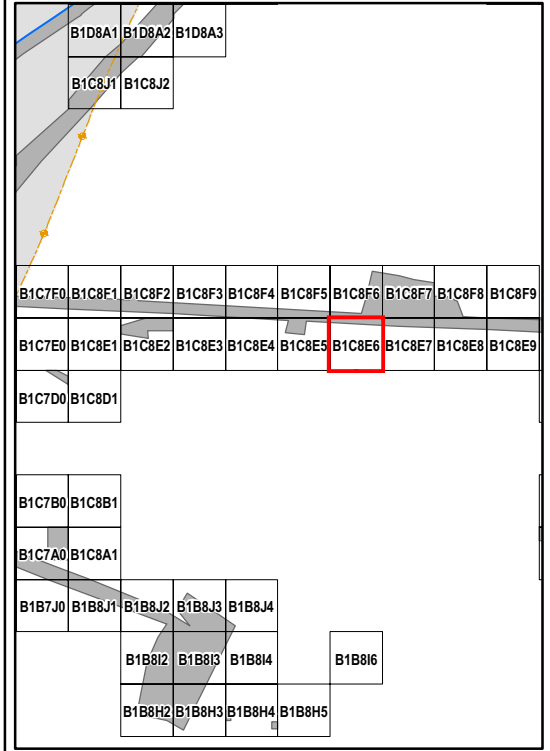 B1D8A1 B1D8A2 B1D8A3
B1C8J1 B1C8J2
B1C7F0 B1C8F1 B1C8F2 B1C8F3 B1C8F4 B1C8F5 B1C8F6 B1C8F7 B1C8F8 B1C8F9
B1C7E0 B1C8E1 B1C8E2 B1C8E3 B1C8E4 B1C8E5 B1C8E6 B1C8E7 B1C8E8 B1C8E9
B1C7D0 B1C8D1
B1C7B0 B1C8B1
B1C7A0 B1C8A1
B1B7J0 B1B8J1 B1B8J2 B1B8J3 B1B8J4
B1B8I2 B1B8I3 B1B8I4 B1B8I6
B1B8H2 B1B8H3 B1B8H4 B1B8H5